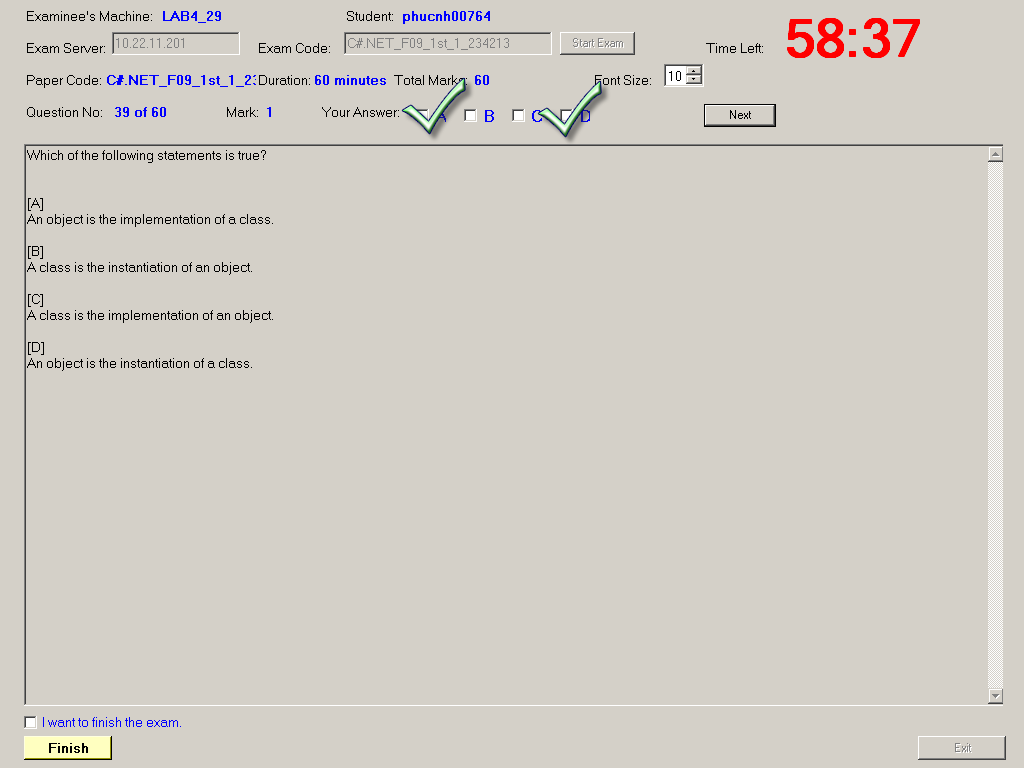 Examinee's Machine: LAB4_29 Student: phucnh00764
Exam Server: 10.22.11.201 Exam Code: C#.NET_F09_1st_1_234213 Start Exam Time Left: 58:37
Paper Code: C#.NET_F09_1st_1_23 Duration: 60 minutes Total Marks: 60 Font Size: 10
Question No: 39 of 60 Mark: 1 Your Answer: A B C D Next
Which of the following statements is true?
[A]
An object is the implementation of a class.
[B]
A class is the instantiation of an object.
[C]
A class is the implementation of an object.
[D]
An object is the instantiation of a class.
I want to finish the exam.
Finish Exit